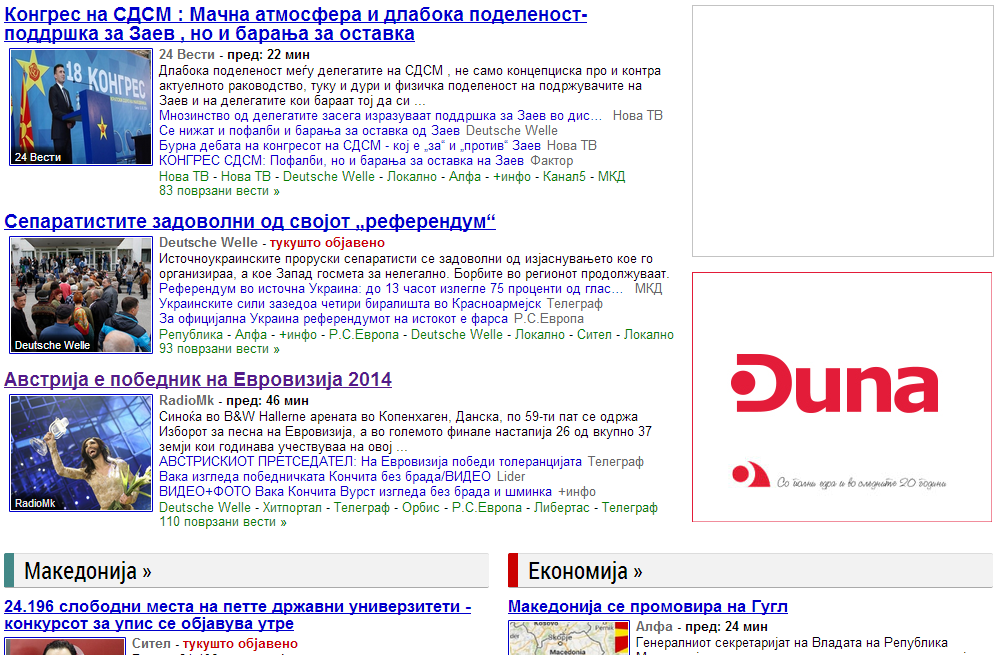 Конгрес на СДСМ : Мачна атмосфера и длабока поделеност-
поддршка за Заев , но и барања за оставка
18 КОНГРЕС
24 Вести
24 Вести - пред: 22 мин
Длабока поделеност меѓу делегатите на СДСМ , не само концепциска про и контра
актуелното раководство, туку и дури и физичка поделеност на подржувачите на
Заев и на делегатите кои бараат тој да си ...
Мнозинство од делегатите засега изразуваат поддршка за Заев во дис... Нова ТВ
Се нижат и пофалби и барања за оставка од Заев Deutsche Welle
Бурна дебата на конгресот на СДСМ - кој е „за“ и „против“ Заев Нова ТВ
КОНГРЕС СДСМ: Пофалби, но и барања за оставка на Заев Фактор
Нова ТВ - Нова ТВ - Deutsche Welle - Локално - Алфа - +инфо - Канал5 - МКД
83 поврзани вести »
Сепаратистите задоволни од својот „референдум“
Deutsche Welle
Deutsche Welle - тукушто објавено
Источноукраинските проруски сепаратисти се задоволни од изјаснувањето кое го
организираа, а кое Запад госмета за нелегално. Борбите во регионот продолжуваат.
Референдум во источна Украина: до 13 часот излегле 75 проценти од глас... МКД
Украинските сили зазедоа четири биралишта во Красноармејск Телеграф
За официјална Украина референдумот на истокот е фарса Р.С.Европа
Република - Алфа - +инфо - Р.С.Европа - Deutsche Welle - Локално - Сител - Локално
93 поврзани вести »
Австрија е победник на Евровизија 2014
RadioMk
RadioMk - пред: 46 мин
Синоќа во B&W Hallerne арената во Копенхаген, Данска, по 59-ти пат се одржа
Изборот за песна на Евровизија, а во големото финале настапија 26 од вкупно 37
земји кои годинава учествуваа на овој ...
АВСТРИСКИОТ ПРЕТСЕДАТЕЛ: На Евровизија победи толеранцијата Телеграф
Вака изгледа победничката Кончита без брада/ВИДЕО Lider
ВИДЕО+ФОТО Вака Кончита Вурст изгледа без брада и шминка +инфо
Deutsche Welle - Хитпортал - Телеграф - Орбис - Р.С.Европа - Либертас - Телеграф
110 поврзани вести »
Duna
Со полни едра и во следните 20 години
Македонија »
24.196 слободни места на петте државни универзитети -
конкурсот за упис се објавува утре
Сител - тукушто објавено
Економија »
Македонија се промовира на Гугл
Kosovo
Skopje
Macedonia
Алфа - пред: 24 мин
Генералниот секретаријат на Владата на Република